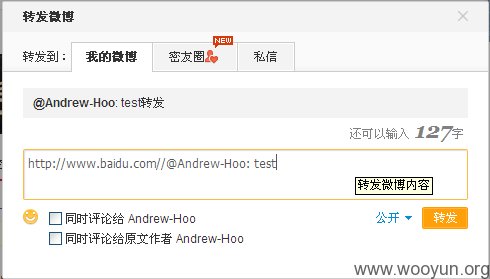 转发微博
转发到： 我的微博 密友圈 NEW 私信
@Andrew-Hoo: test转发
还可以输入 127字
http://www.baidu.com//@Andrew-Hoo: test
转发微博内容
同时评论给 Andrew-Hoo 公开 转发
同时评论给原文作者 Andrew-Hoo
www.wooyun.org